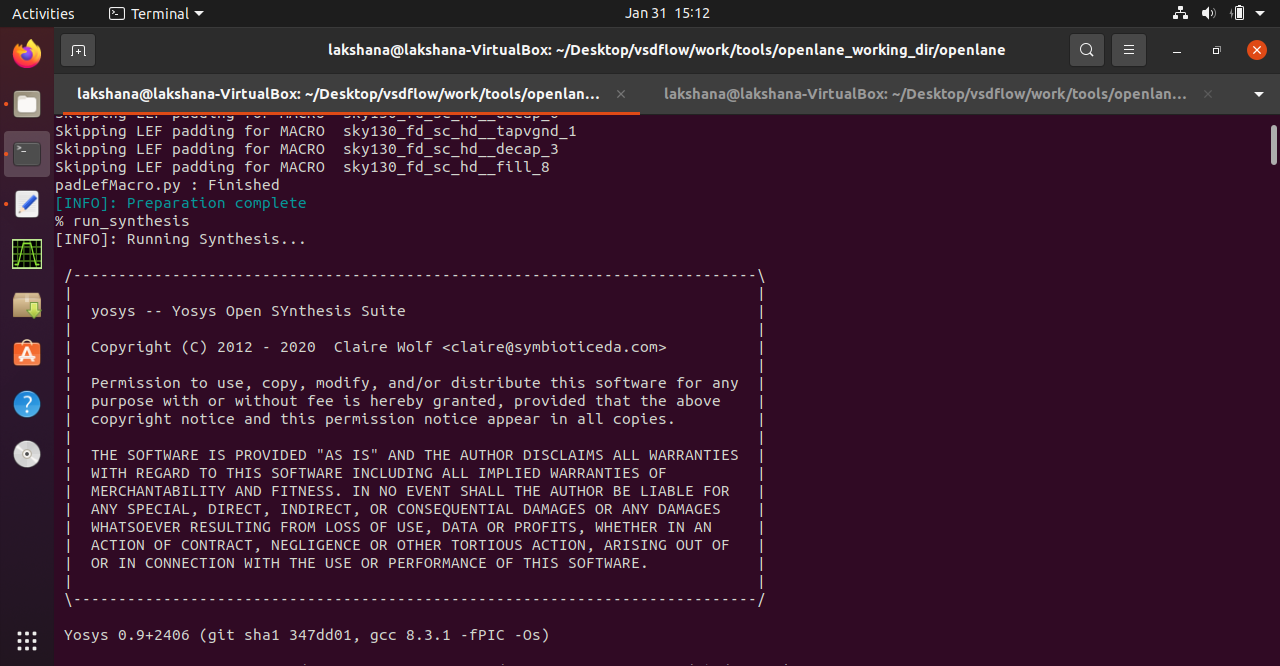 Activities
Terminal
Jan 31 15:12
lakshana@lakshana-VirtualBox: ~/Desktop/vsdflow/work/tools/openlane_working_dir/openlane
lakshana@lakshana-VirtualBox: ~/Desktop/vsdflow/work/tools/openlan...
lakshana@lakshana-VirtualBox: ~/Desktop/vsdflow/work/tools/openlan...
Skipping LEF padding for MACRO
Skipping LEF padding for MACRO  sky130_fd_sc_hd__tapvgnd_1
Skipping LEF padding for MACRO  sky130_fd_sc_hd__decap_3
Skipping LEF padding for MACRO  sky130_fd_sc_hd__fill_8
padLefMacro.py : Finished
[INFO]: Preparation complete
% run_synthesis
[INFO]: Running Synthesis...
/----------------------------------------------------------------------------\
|                                                                            |
|  yosys -- Yosys Open SYnthesis Suite                                       |
|                                                                            |
|  Copyright (C) 2012 - 2020  Claire Wolf <claire@symbioticeda.com>          |
|                                                                            |
|  Permission to use, copy, modify, and/or distribute this software for any  |
|  purpose with or without fee is hereby granted, provided that the above    |
|  copyright notice and this permission notice appear in all copies.         |
|                                                                            |
|  THE SOFTWARE IS PROVIDED "AS IS" AND THE AUTHOR DISCLAIMS ALL WARRANTIES  |
|  WITH REGARD TO THIS SOFTWARE INCLUDING ALL IMPLIED WARRANTIES OF          |
|  MERCHANTABILITY AND FITNESS. IN NO EVENT SHALL THE AUTHOR BE LIABLE FOR   |
|  ANY SPECIAL, DIRECT, INDIRECT, OR CONSEQUENTIAL DAMAGES OR ANY DAMAGES    |
|  WHATSOEVER RESULTING FROM LOSS OF USE, DATA OR PROFITS, WHETHER IN AN     |
|  ACTION OF CONTRACT, NEGLIGENCE OR OTHER TORTIOUS ACTION, ARISING OUT OF   |
|  OR IN CONNECTION WITH THE USE OR PERFORMANCE OF THIS SOFTWARE.            |
|                                                                            |
\----------------------------------------------------------------------------/
Yosys 0.9+2406 (git sha1 347dd01, gcc 8.3.1 -fPIC -Os)